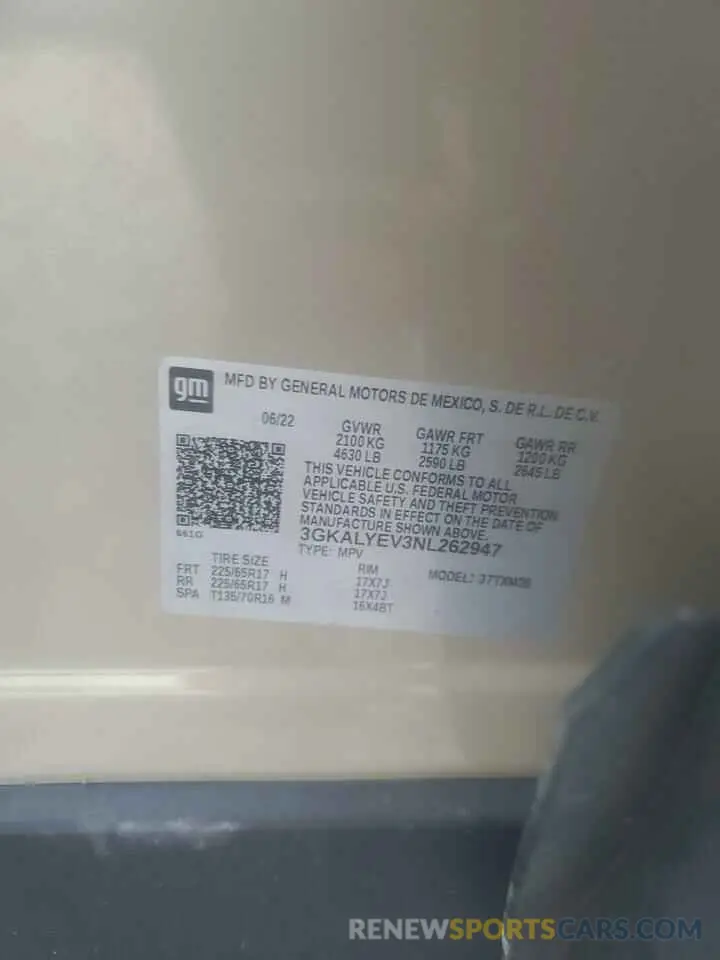 gm
MFD BY GENERAL MOTORS DE MEXICO, S. DE R.L. DE C.V.
06/22
GVWR GAWR FRT GAWR RR
2100 KG 1175 KG 1200 KG
4630 LB 2590 LB 2645 LB
THIS VEHICLE CONFORMS TO ALL
APPLICABLE U.S. FEDERAL MOTOR
VEHICLE SAFETY AND THEFT PREVENTION
STANDARDS IN EFFECT ON THE DATE OF
MANUFACTURE SHOWN ABOVE.
3GKALYEV3NL262947
TYPE: MPV
MODEL:
TIRE SIZE RIM
FRT 225/65R17 H 17X7J
RR 225/65R17 H 17X7J
SPA T135/70R16 M 16X4BT
RENEWSPORTSCARS.COM